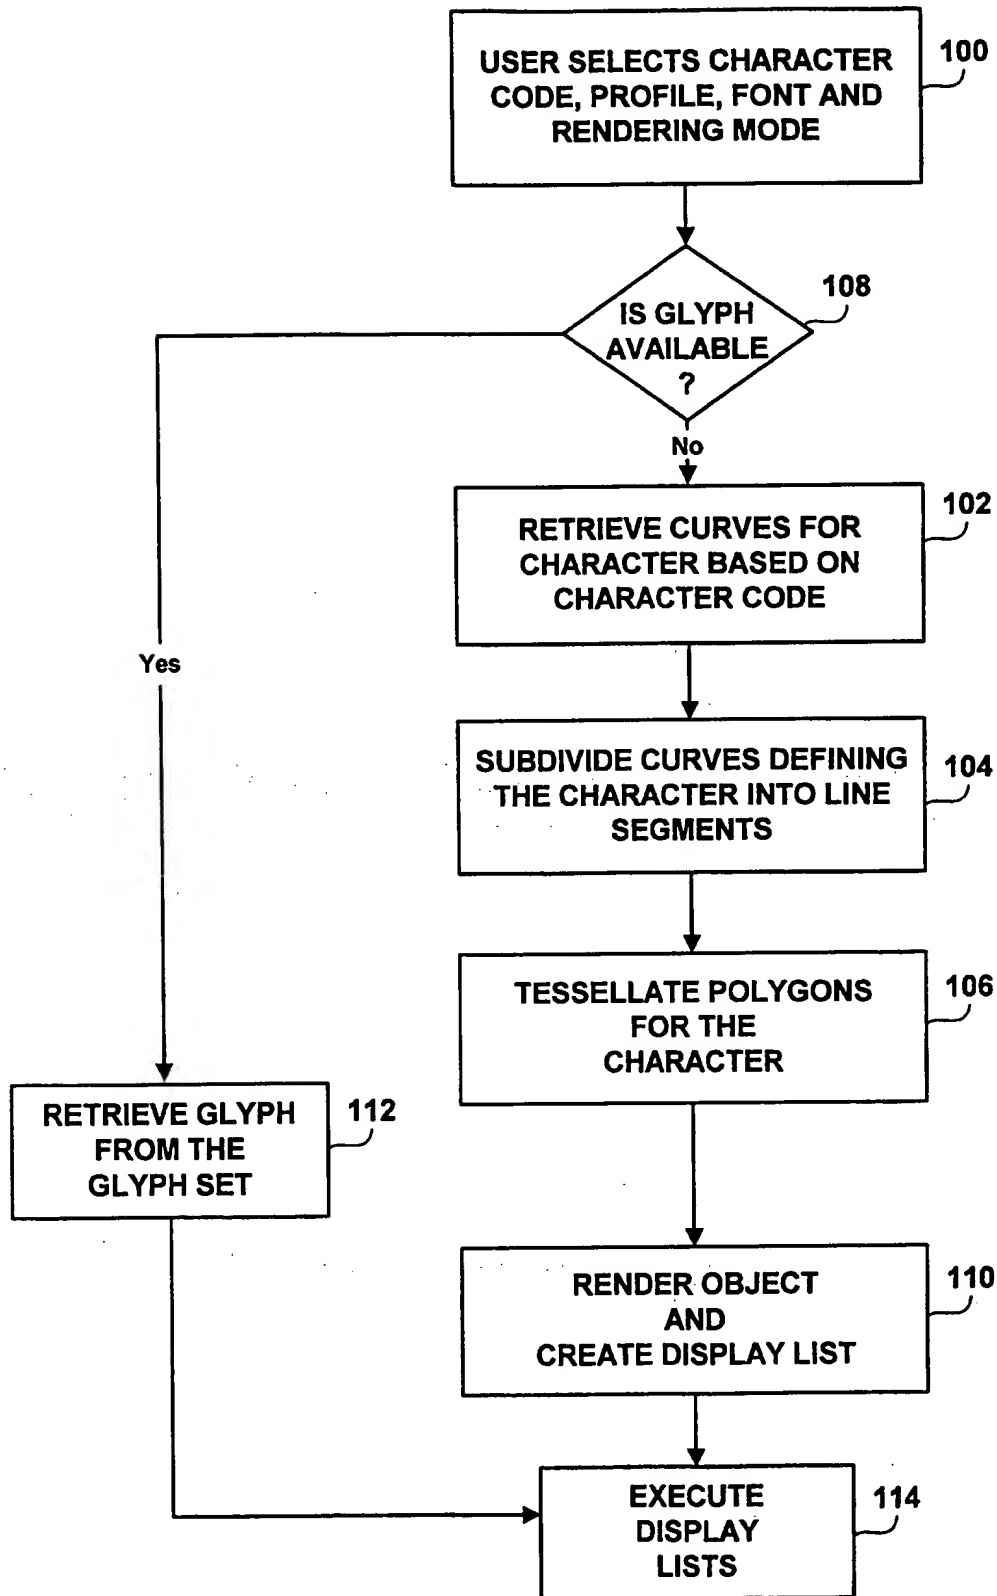 USER SELECTS CHARACTER
CODE, PROFILE, FONT AND
RENDERING MODE
100
IS GLYPH
AVAILABLE
?
108
No
RETRIEVE CURVES FOR
CHARACTER BASED ON
CHARACTER CODE
102
Yes
SUBDIVIDE CURVES DEFINING
THE CHARACTER INTO LINE
SEGMENTS
104
TESSELLATE POLYGONS
FOR THE
CHARACTER
106
RETRIEVE GLYPH
FROM THE
GLYPH SET
112
RENDER OBJECT
AND
CREATE DISPLAY LIST
110
EXECUTE
DISPLAY
LISTS
114